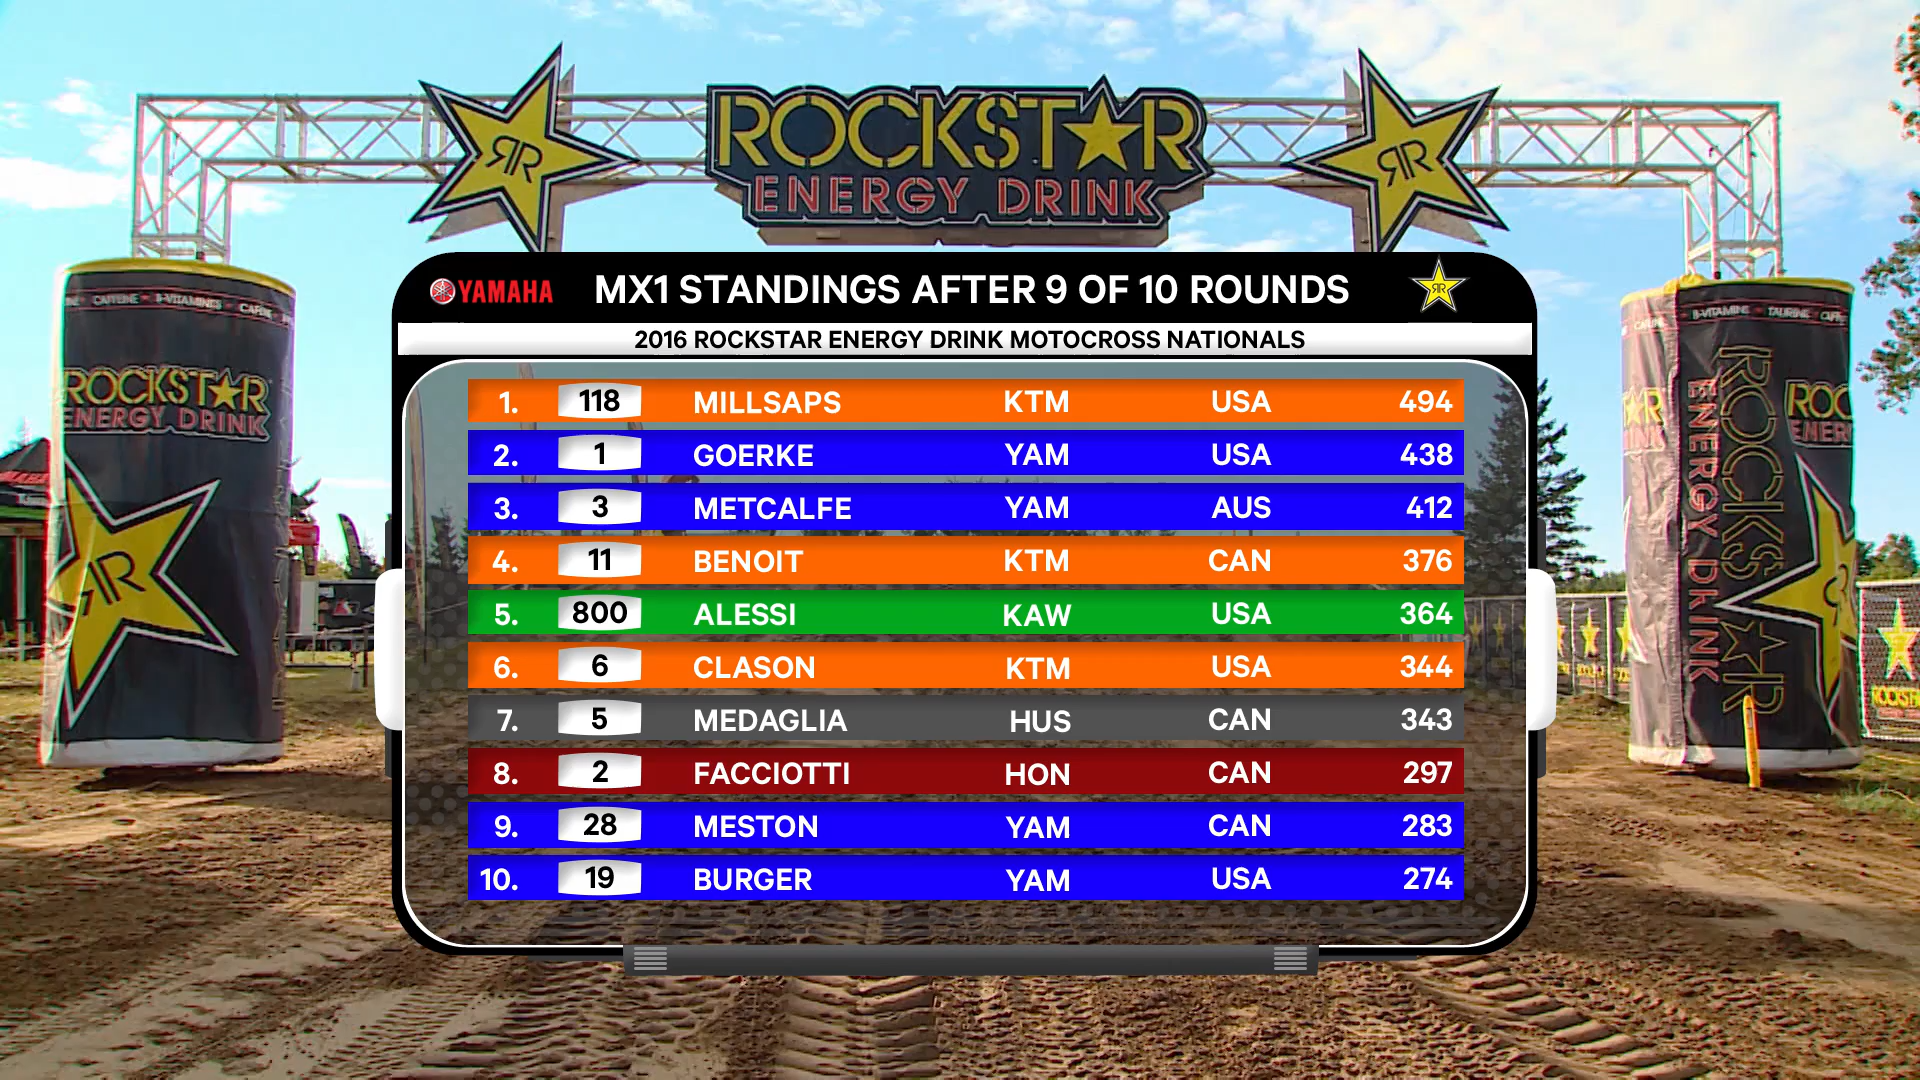 ROCKSTAR
ENERGY DRINK
YAMAHA MX1 STANDINGS AFTER 9 OF 10 ROUNDS
2016 ROCKSTAR ENERGY DRINK MOTOCROSS NATIONALS
1. 118 MILLSAPS KTM USA 494
2. 1 GOERKE YAM USA 438
3. 3 METCALFE YAM AUS 412
4. 11 BENOIT KTM CAN 376
5. 800 ALESSI KAW USA 364
6. 6 CLASON KTM USA 344
7. 5 MEDAGLIA HUS CAN 343
8. 2 FACCIOTTI HON CAN 297
9. 28 MESTON YAM CAN 283
10. 19 BURGER YAM USA 274
CAFFEINE B-VITAMINS
ROCKSTAR
ENERGY DRINK
B-VITAMINS TAURINE
ROCKSTAR
ENERGY DRINK